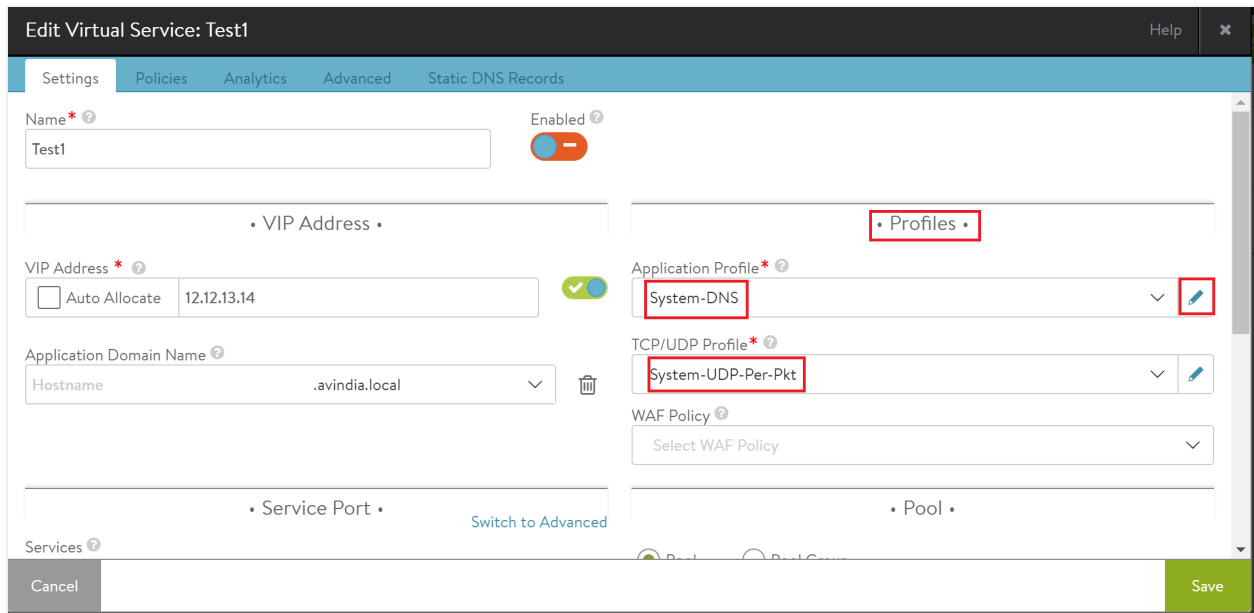 Edit Virtual Service: Test1
Help
Settings Policies Analytics Advanced Static DNS Records
Name* ?
Test1
Enabled ?
• VIP Address •
VIP Address * ?
Auto Allocate 12.12.13.14
Application Domain Name ?
Hostname .avindia.local
• Profiles •
Application Profile* ?
System-DNS
TCP/UDP Profile* ?
System-UDP-Per-Pkt
WAF Policy ?
Select WAF Policy
• Service Port •
Switch to Advanced
Services ?
• Pool •
Pool Pool Group
Cancel
Save